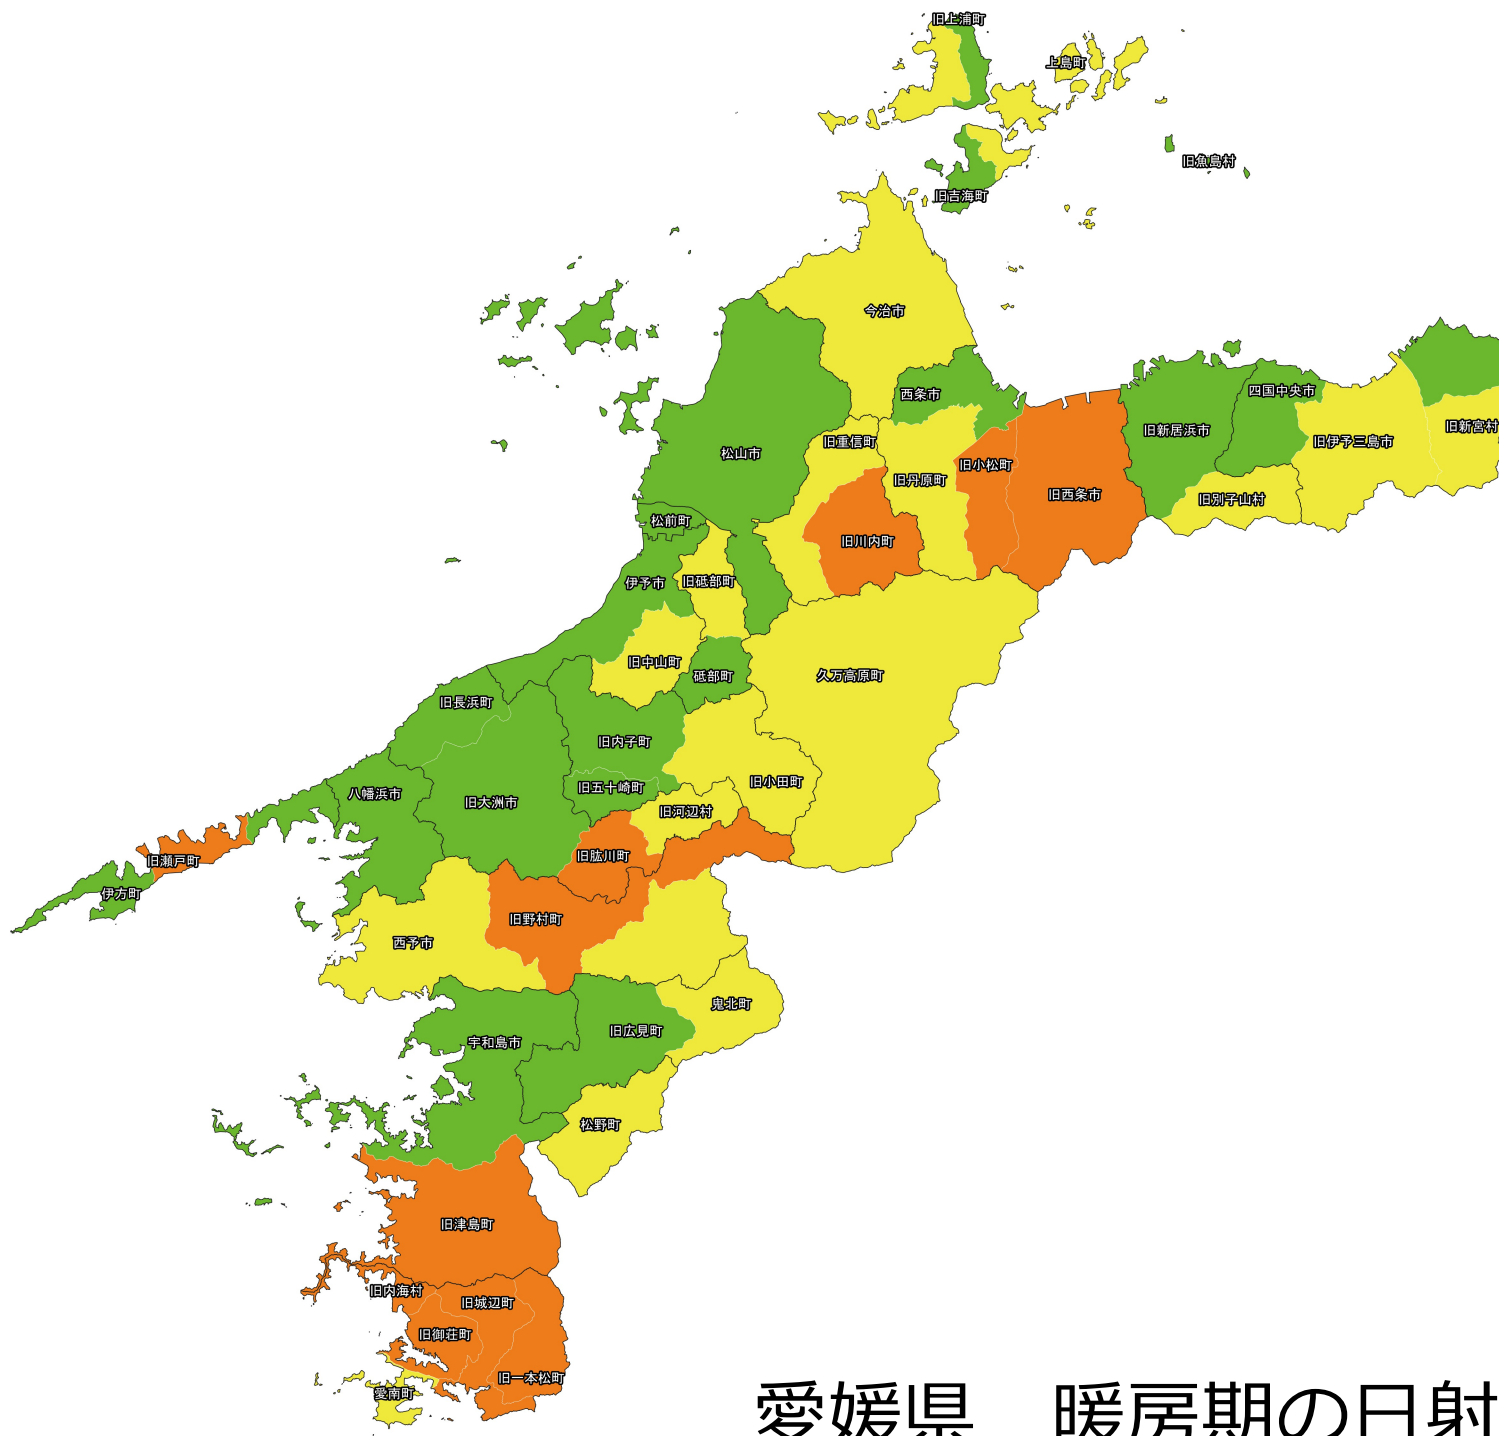 旧上浦町
上島町
旧魚島村
旧吉海町
今治市
西条市
四国中央市
旧新居浜市
旧伊予三島市
旧新宮村
旧重信町
松山市
旧小松町
旧丹原町
旧西条市
旧別子山村
松前町
旧川内町
伊予市
旧砥部町
旧中山町
砥部町
久万高原町
旧長浜町
旧内子町
旧小田町
旧五十崎町
八幡浜市
旧大洲市
旧河辺村
旧肱川町
旧瀬戸町
伊方町
旧野村町
西予市
鬼北町
旧広見町
宇和島市
松野町
旧津島町
旧内海村
旧城辺町
旧御荘町
旧一本松町
愛南町
愛媛県　暖房期の日射